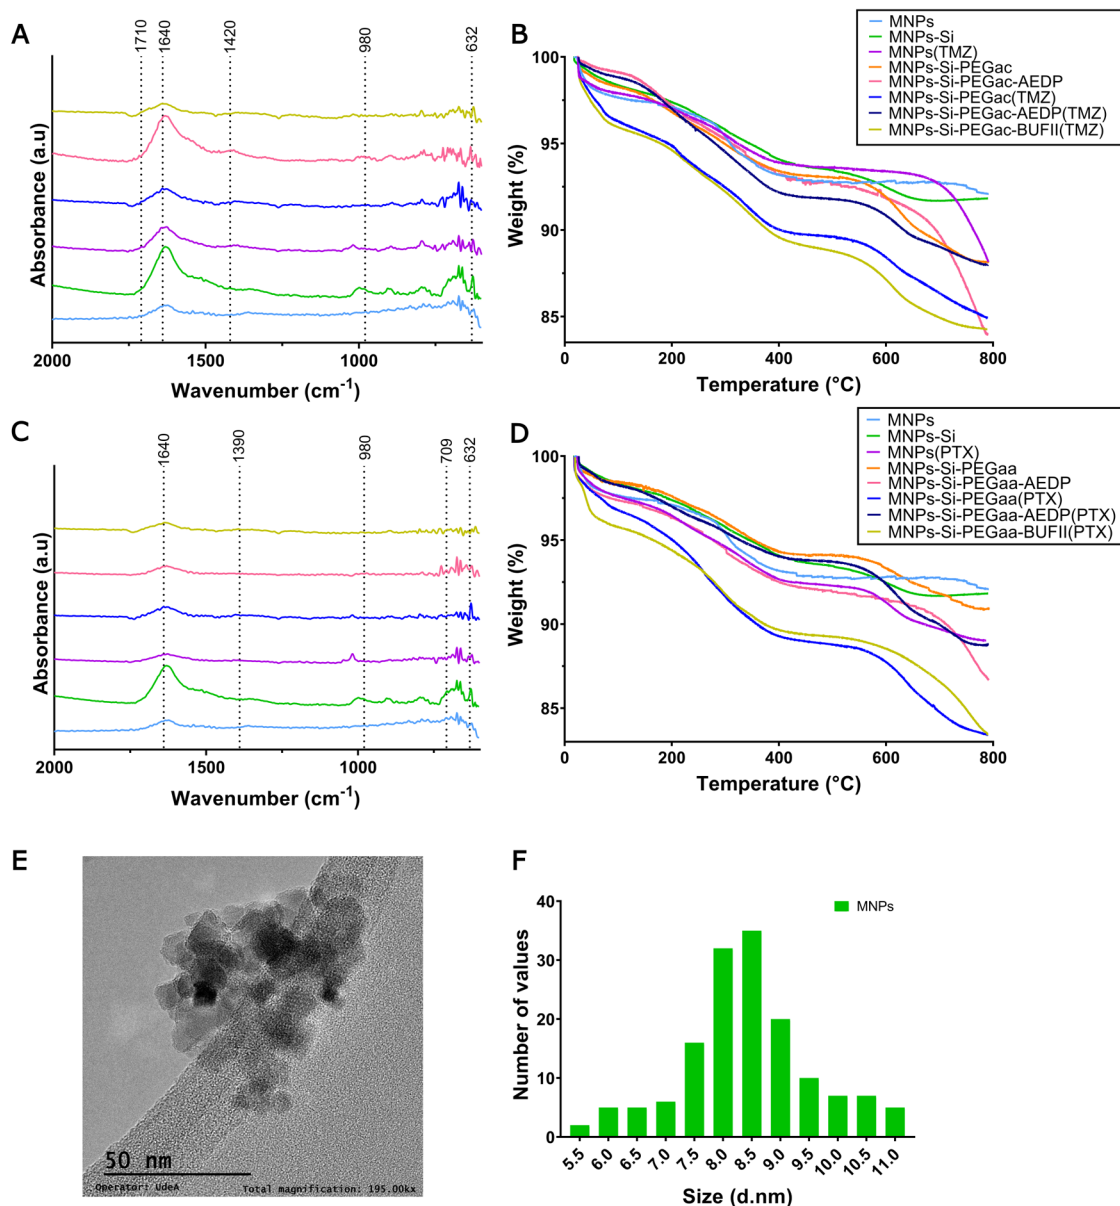 A
1710
1640
1420
980
632
Absorbance (a.u)
2000
1500
1000
Wavenumber (cm-1)
B
MNPs
MNPs-Si
MNPs(TMZ)
MNPs-Si-PEGac
MNPs-Si-PEGac-AEDP
MNPs-Si-PEGac(TMZ)
MNPs-Si-PEGac-AEDP(TMZ)
MNPs-Si-PEGac-BUFII(TMZ)
100
95
90
85
Weight (%)
0
200
400
600
800
Temperature (°C)
C
1640
1390
980
709
632
Absorbance (a.u)
2000
1500
1000
Wavenumber (cm-1)
D
MNPs
MNPs-Si
MNPs(PTX)
MNPs-Si-PEGaa
MNPs-Si-PEGaa-AEDP
MNPs-Si-PEGaa(PTX)
MNPs-Si-PEGaa-AEDP(PTX)
MNPs-Si-PEGaa-BUFII(PTX)
100
95
90
85
Weight (%)
0
200
400
600
800
Temperature (°C)
E
50 nm
Operator: UdeA
Total magnification: 195.00kx
F
MNPs
40
30
20
10
0
Number of values
5.5
6.0
6.5
7.0
7.5
8.0
8.5
9.0
9.5
10.0
10.5
11.0
Size (d.nm)